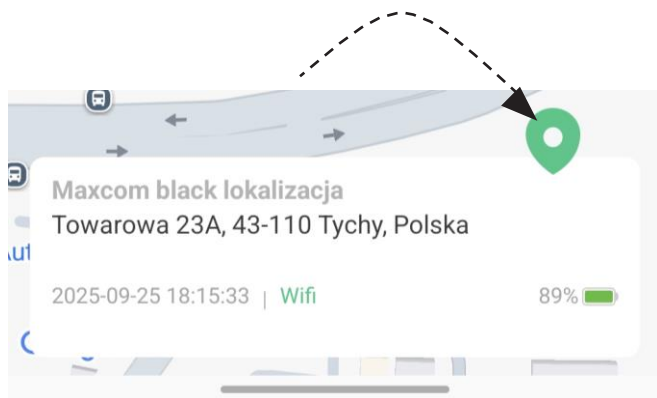 Maxcom black lokalizacja
Towarowa 23A, 43-110 Tychy, Polska
2025-09-25 18:15:33 | Wifi
89%